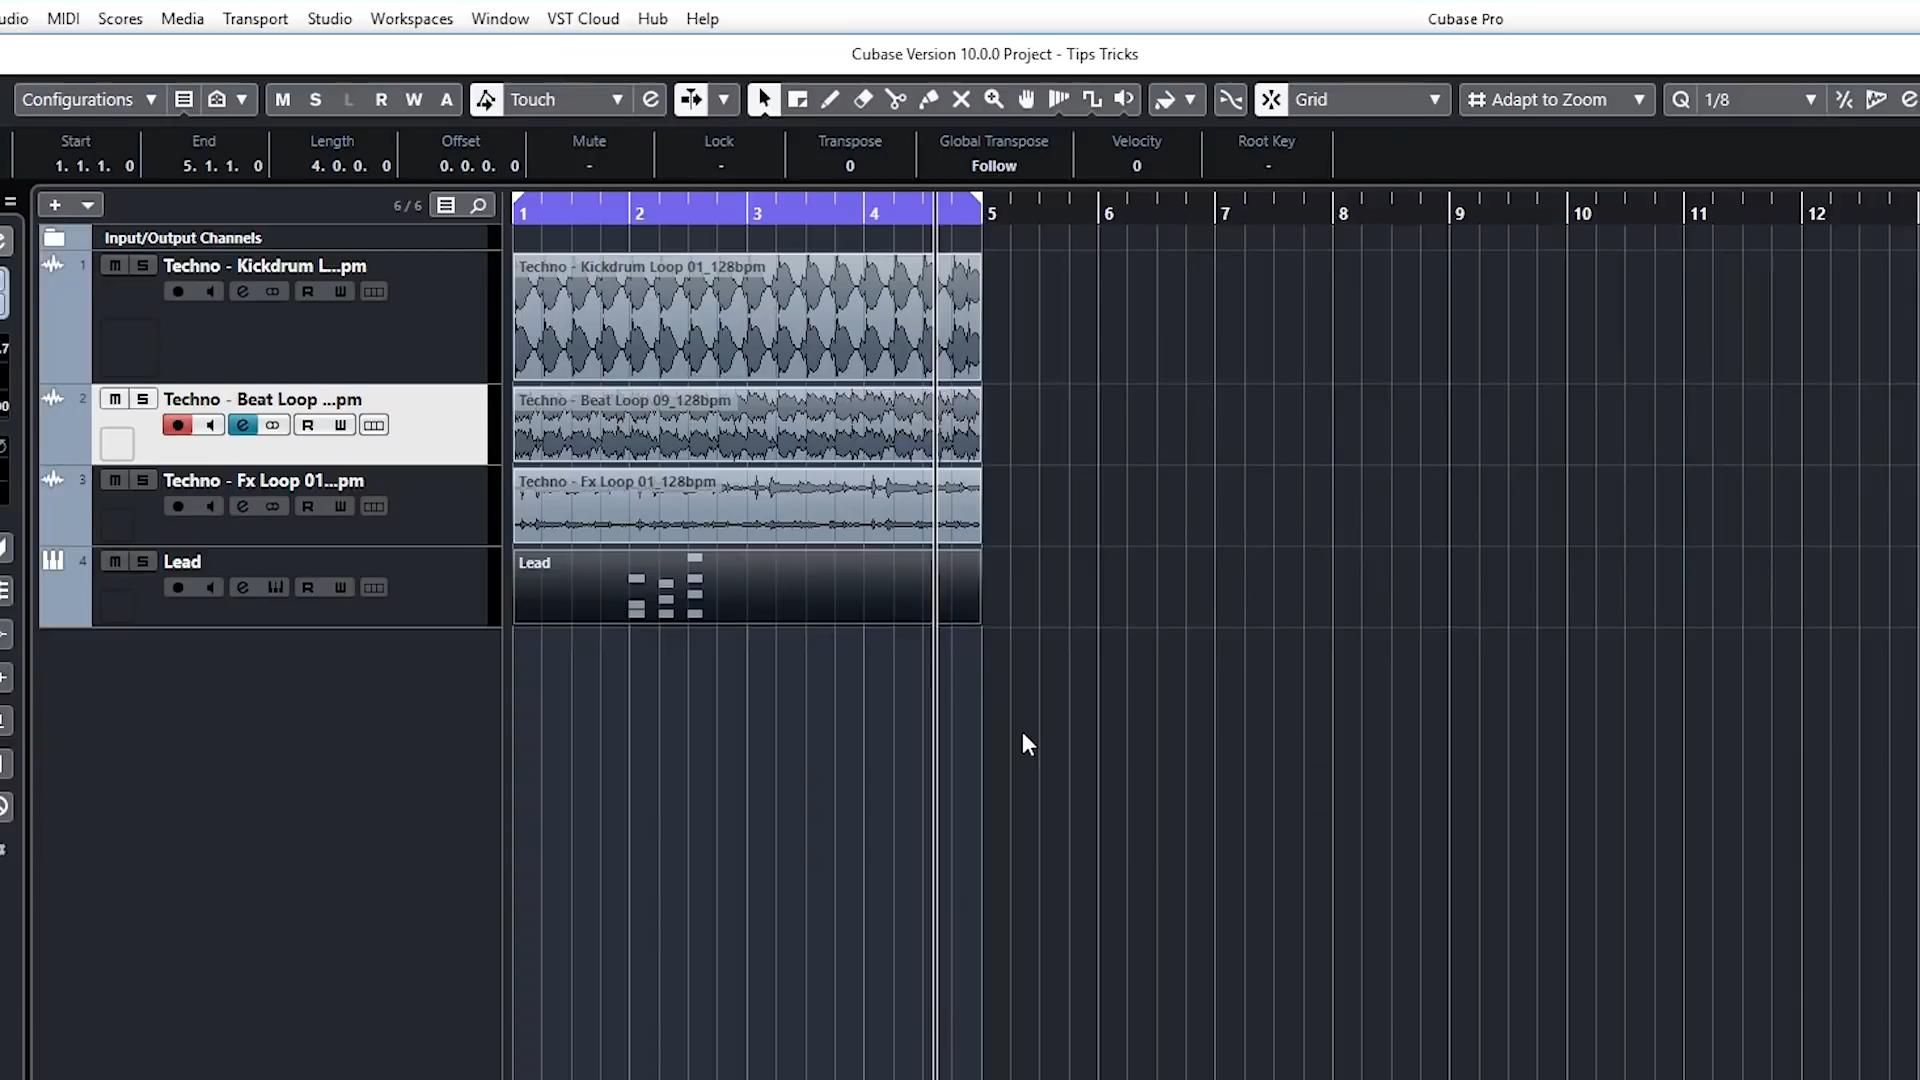 udio MIDI Scores Media Transport Studio Workspaces Window VST Cloud Hub Help Cubase Pro
Cubase Version 10.0.0 Project - Tips Tricks
Configurations M S L R W A Touch Grid Adapt to Zoom Q 1/8
Start End Length Offset Mute Lock Transpose Global Transpose Velocity Root Key
1. 1. 1. 0 5. 1. 1. 0 4. 0. 0. 0 0. 0. 0. 0 - - 0 Follow 0 -
+ 6 / 6 1 2 3 4 5 6 7 8 9 10 11 12
Input/Output Channels
1 m S Techno - Kickdrum L...pm Techno - Kickdrum Loop 01_128bpm
e R W
2 m S Techno - Beat Loop ...pm Techno - Beat Loop 09_128bpm
e R W
3 m S Techno - Fx Loop 01...pm Techno - Fx Loop 01_128bpm
e R W
4 m S Lead Lead
e R W